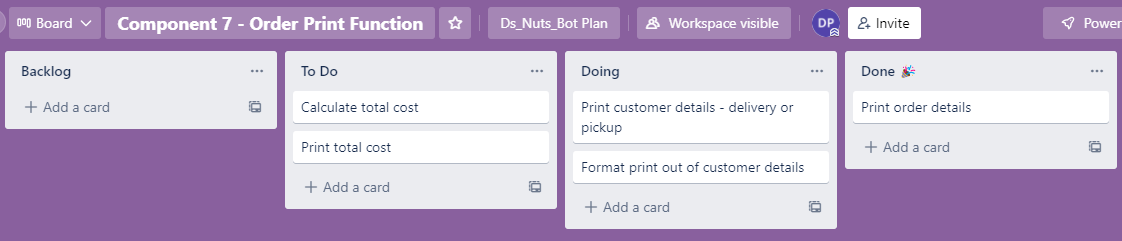 Board
Component 7 - Order Print Function
Ds_Nuts_Bot Plan
Workspace visible
DP
Invite
Power
Backlog
Add a card
To Do
Calculate total cost
Print total cost
Add a card
Doing
Print customer details - delivery or
pickup
Format print out of customer details
Add a card
Done 🎉
Print order details
Add a card